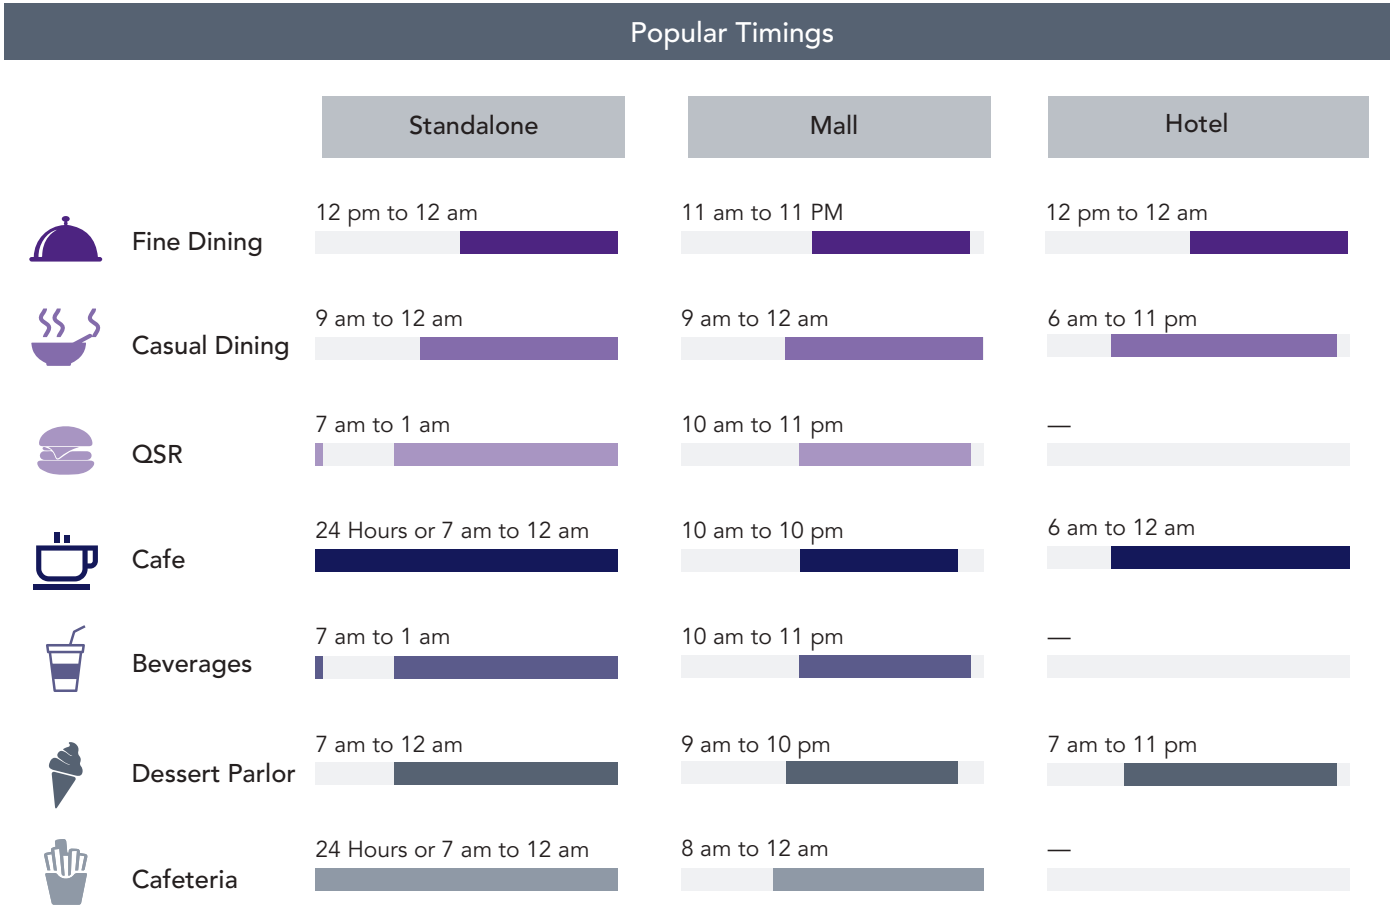 Popular Timings
Standalone Mall Hotel
12 pm to 12 am 11 am to 11 PM 12 pm to 12 am
Fine Dining
9 am to 12 am 9 am to 12 am 6 am to 11 pm
Casual Dining
7 am to 1 am 10 am to 11 pm —
QSR
24 Hours or 7 am to 12 am 10 am to 10 pm 6 am to 12 am
Cafe
7 am to 1 am 10 am to 11 pm —
Beverages
7 am to 12 am 9 am to 10 pm 7 am to 11 pm
Dessert Parlor
24 Hours or 7 am to 12 am 8 am to 12 am —
Cafeteria